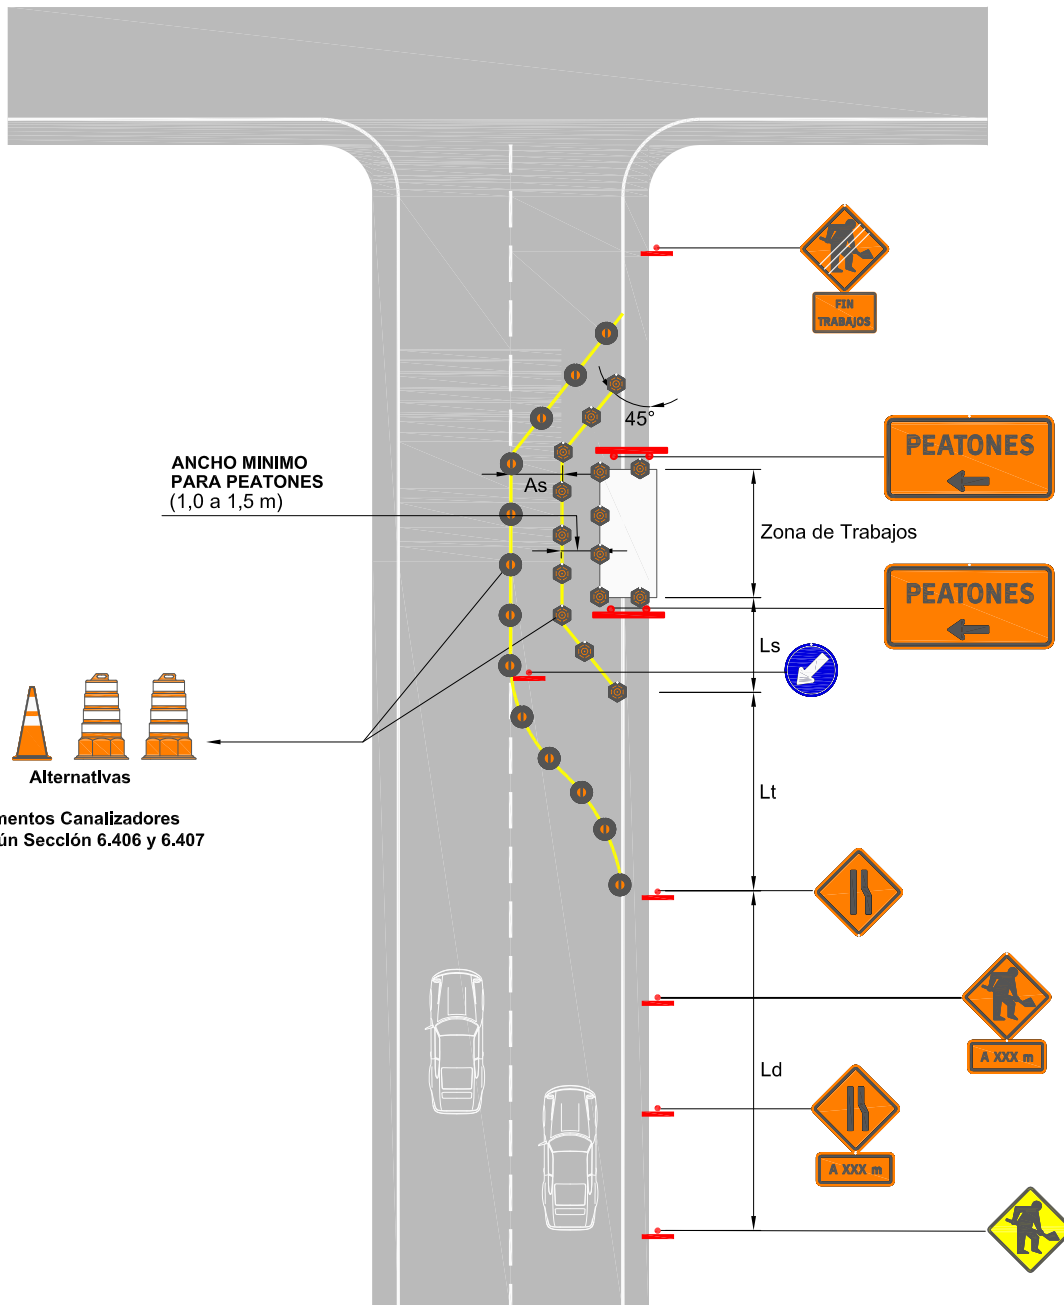 FIN
TRABAJOS
45°
PEATONES
ANCHO MINIMO
PARA PEATONES
(1,0 a 1,5 m)
As
Zona de Trabajos
PEATONES
Ls
Alternativas
mentos Canalizadores
ún Sección 6.406 y 6.407
Lt
A XXX m
Ld
A XXX m